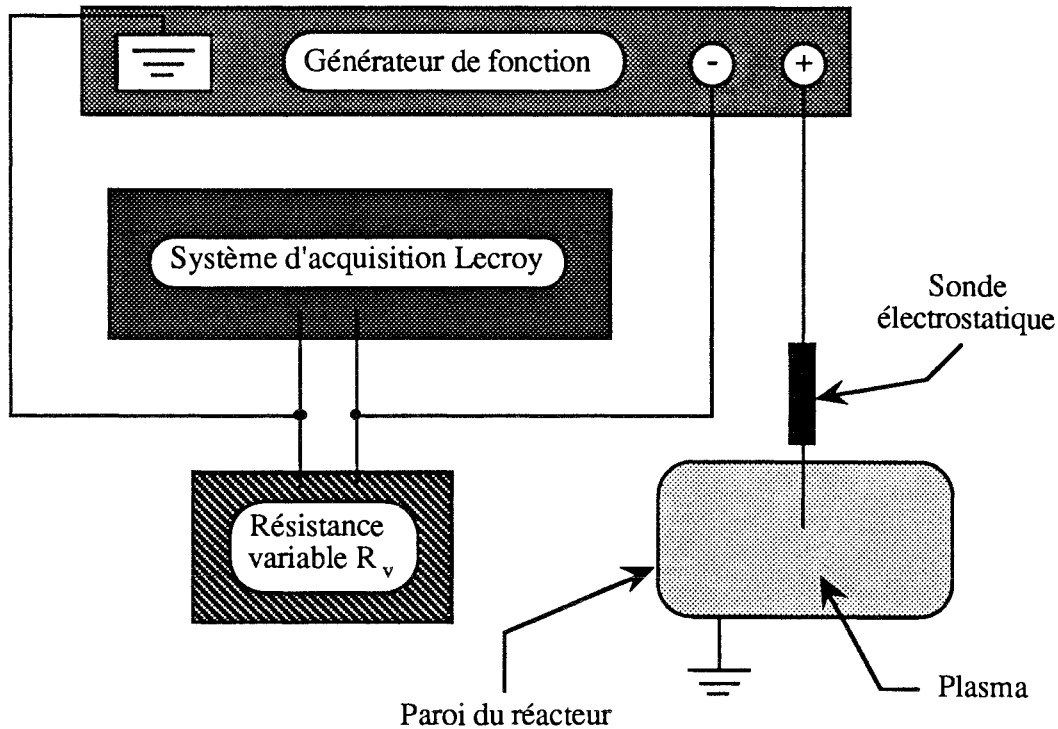 Générateur de fonction
-
+
Système d'acquisition Lecroy
Sonde
électrostatique
Résistance
variable R v
Plasma
Paroi du réacteur